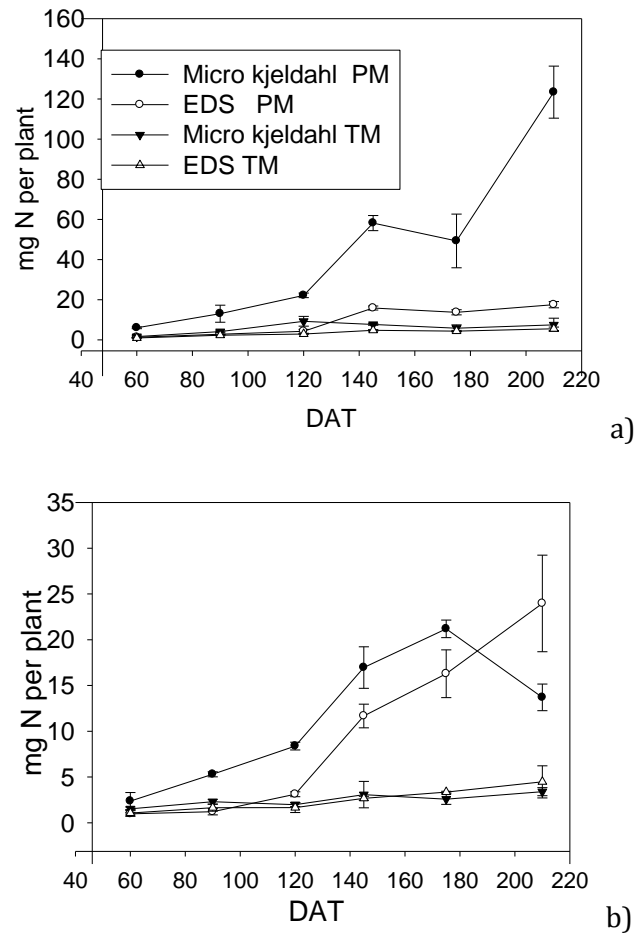 160
140
120
100
80
60
40
20
0
mg N per plant
Micro kjeldahl PM
EDS PM
Micro kjeldahl TM
EDS TM
40 60 80 100 120 140 160 180 200 220
DAT
a)
35
30
25
20
15
10
5
0
mg N per plant
40 60 80 100 120 140 160 180 200 220
DAT
b)